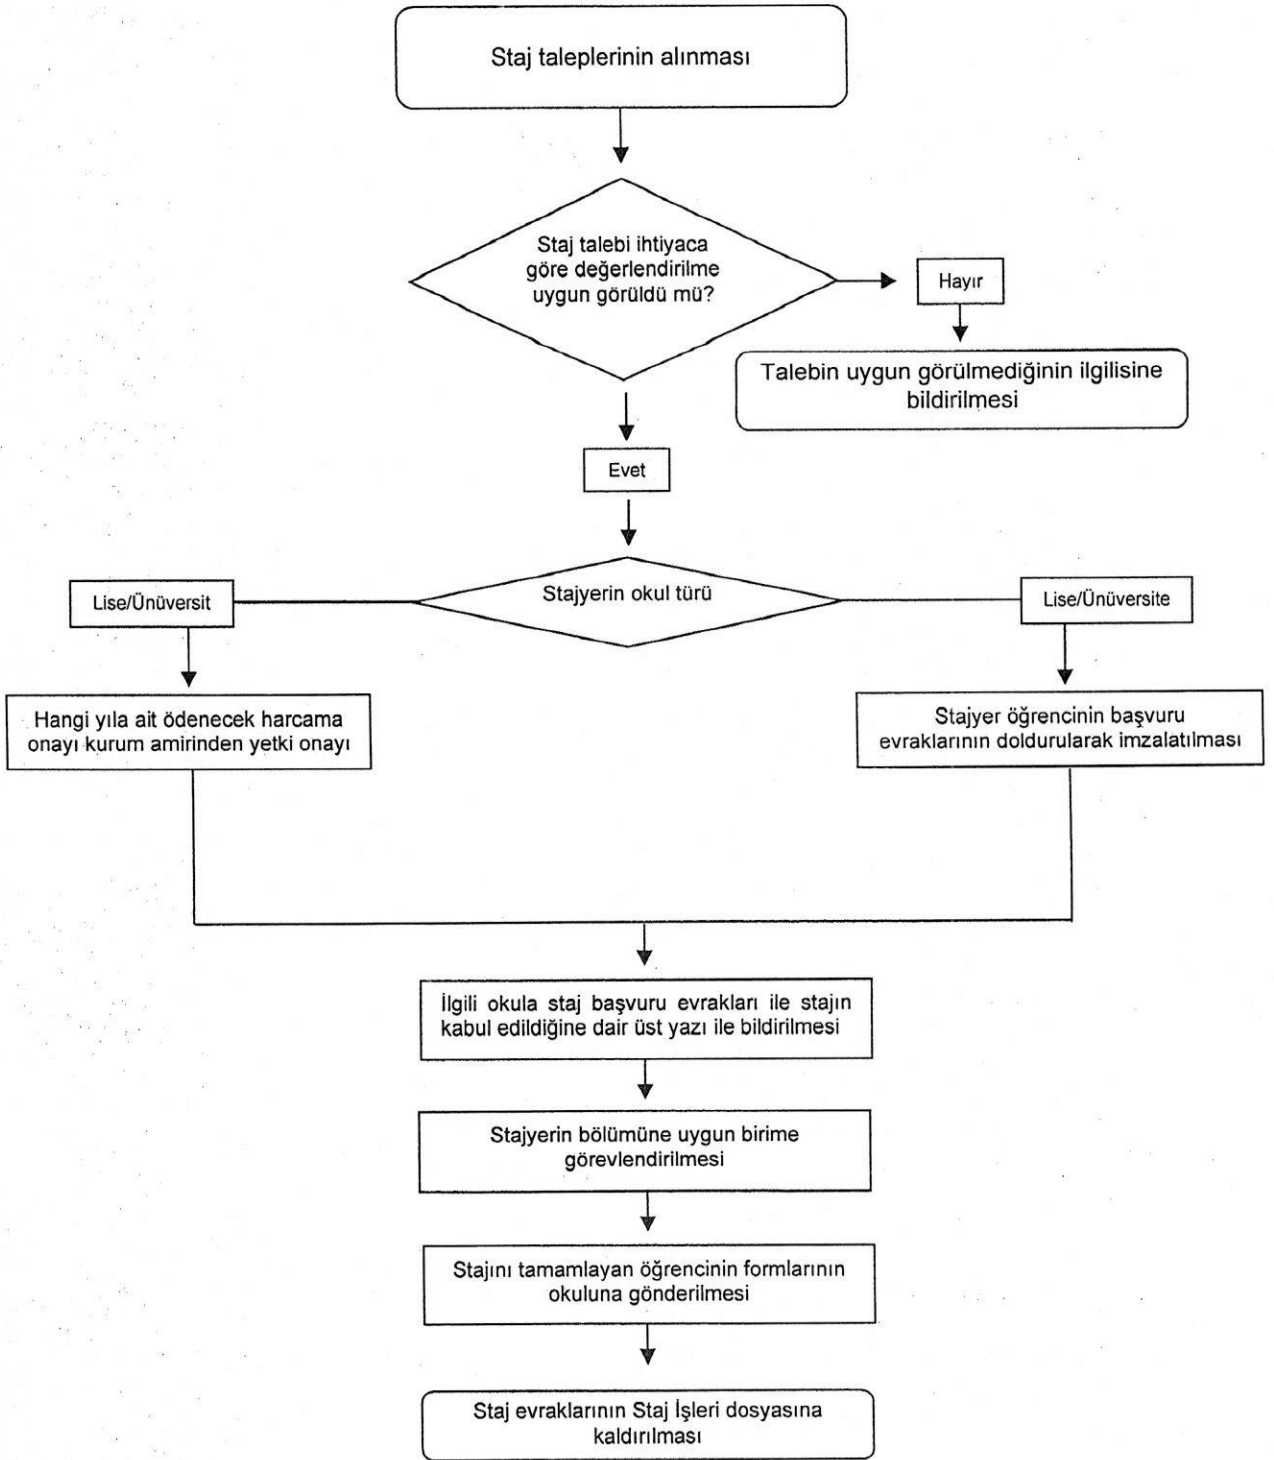 Staj taleplerinin alınması
Staj talebi ihtiyaca
göre değerlendirilme
uygun görüldü mü?
Hayır
Talebin uygun görülmediğinin ilgilisine
bildirilmesi
Evet
Stajyerin okul türü
Lise/Ünüversit
Lise/Ünüversite
Hangi yıla ait ödenecek harcama
onayı kurum amirinden yetki onayı
Stajyer öğrencinin başvuru
evraklarının doldurularak imzalatılması
İlgili okula staj başvuru evrakları ile stajın
kabul edildiğine dair üst yazı ile bildirilmesi
Stajyerin bölümüne uygun birime
görevlendirilmesi
Stajını tamamlayan öğrencinin formlarının
okuluna gönderilmesi
Staj evraklarının Staj İşleri dosyasına
kaldırılması